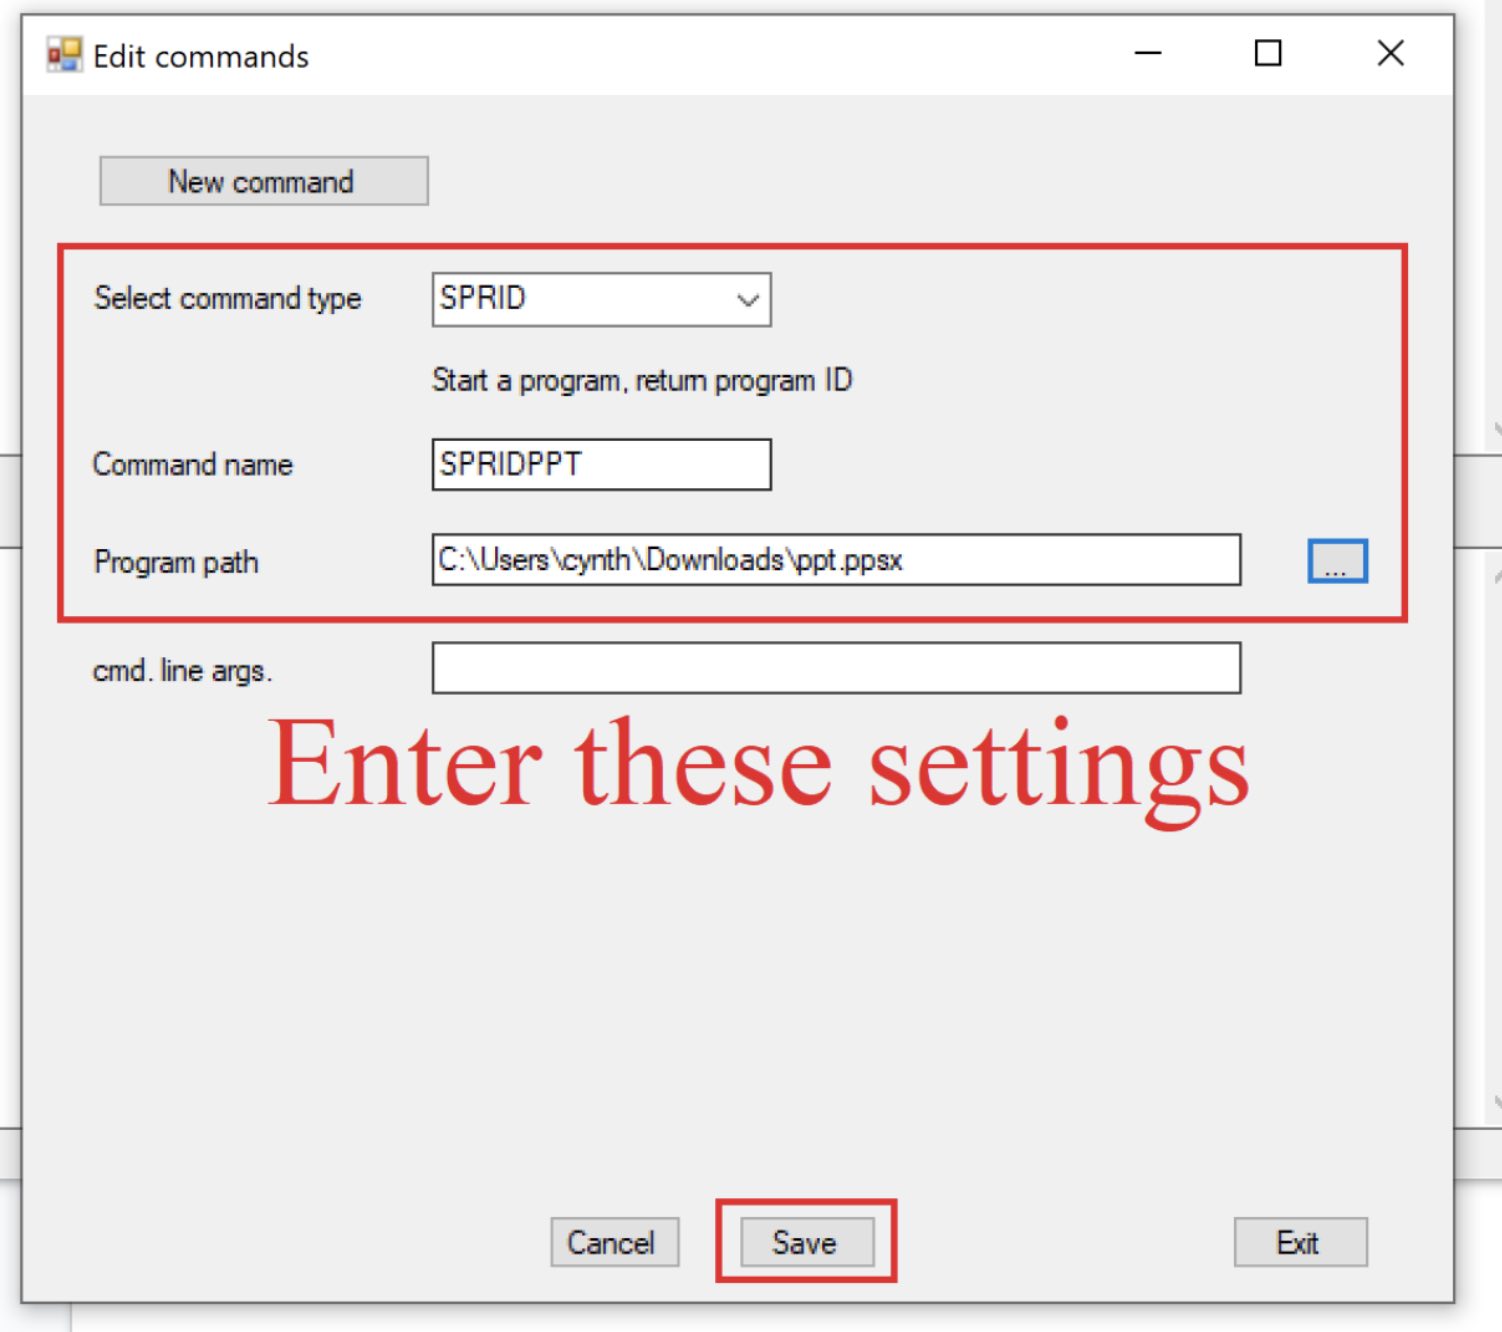 Edit commands
New command
Select command type SPRID
Start a program, return program ID
Command name SPRIDPPT
Program path C:\Users\cynth\Downloads\ppt.ppsx ...
cmd. line args.
Enter these settings
Cancel Save Exit